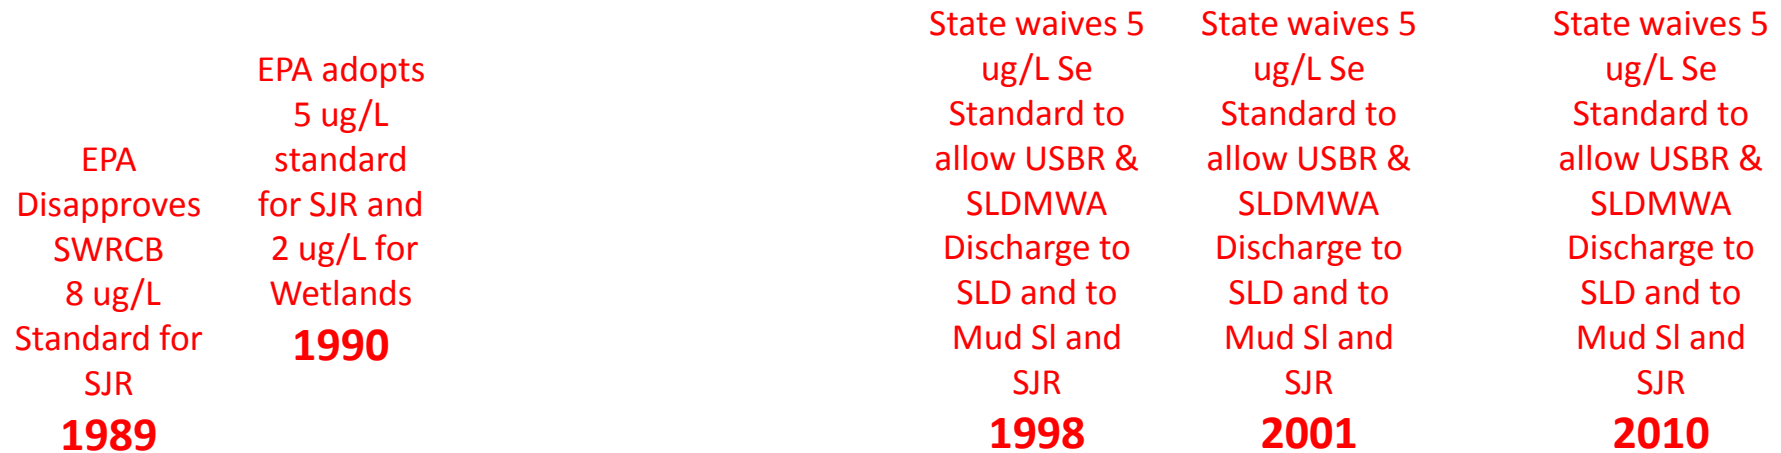 EPA
Disapproves
SWRCB
8 ug/L
Standard for
SJR
1989
EPA adopts
5 ug/L
standard
for SJR and
2 ug/L for
Wetlands
1990
State waives 5
ug/L Se
Standard to
allow USBR &
SLDMWA
Discharge to
SLD and to
Mud Sl and
SJR
1998
State waives 5
ug/L Se
Standard to
allow USBR &
SLDMWA
Discharge to
SLD and to
Mud Sl and
SJR
2001
State waives 5
ug/L Se
Standard to
allow USBR &
SLDMWA
Discharge to
SLD and to
Mud Sl and
SJR
2010